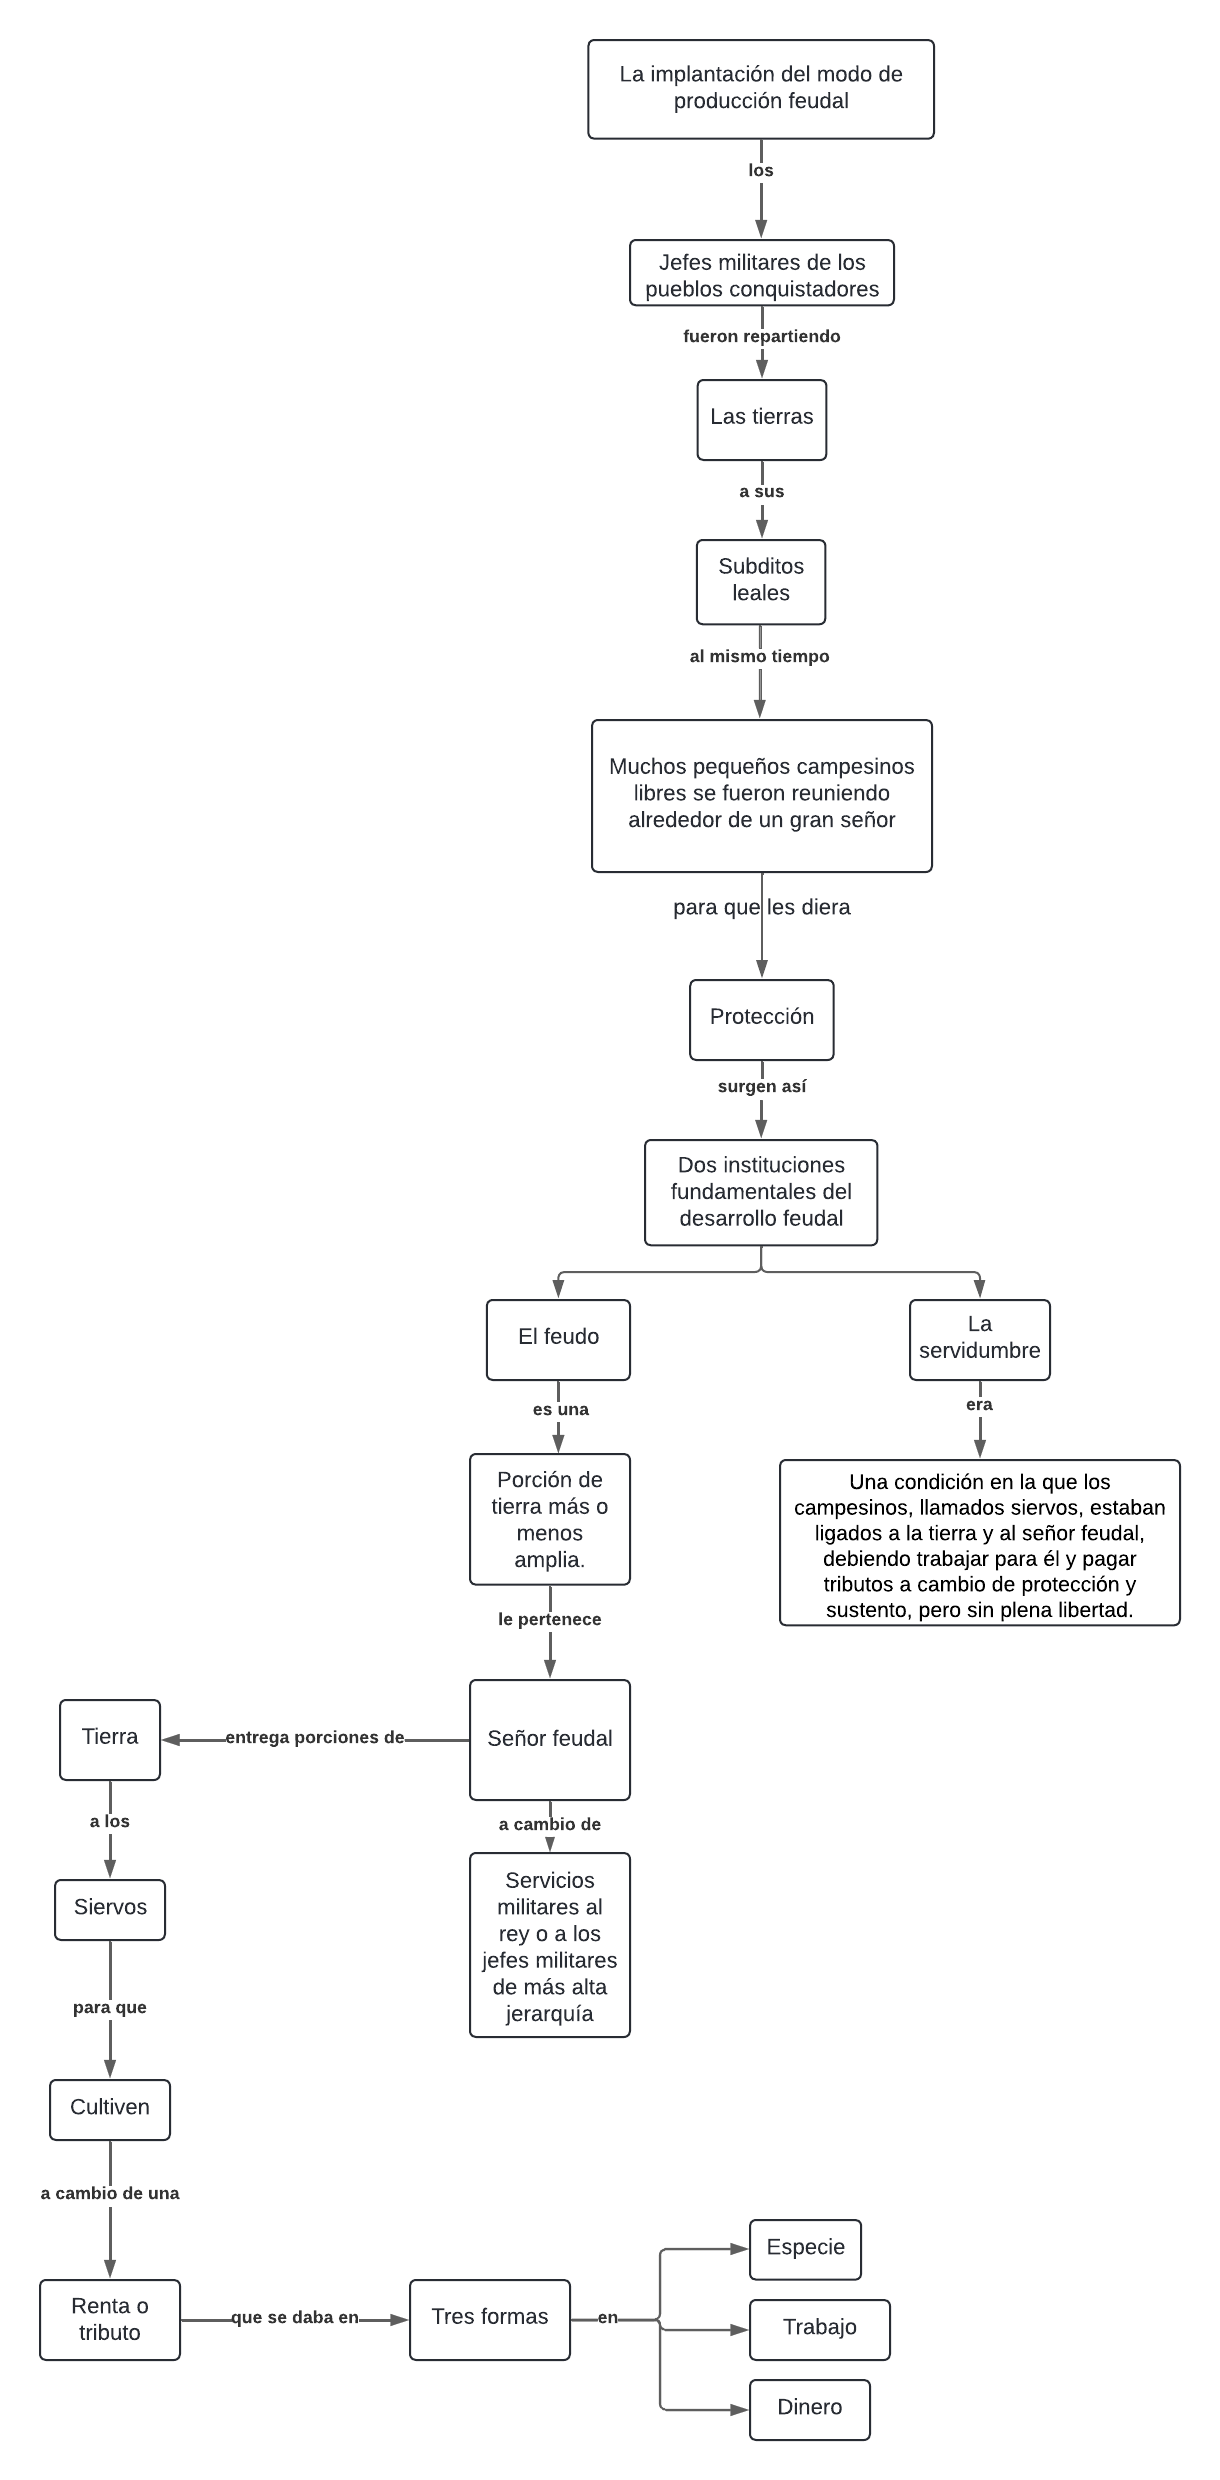 La implantación del modo de
producción feudal
los
Jefes militares de los
pueblos conquistadores
fueron repartiendo
Las tierras
a sus
Subditos
leales
al mismo tiempo
Muchos pequeños campesinos
libres se fueron reuniendo
alrededor de un gran señor
para que les diera
Protección
surgen así
Dos instituciones
fundamentales del
desarrollo feudal
El feudo
es una
Porción de
tierra más o
menos
amplia.
le pertenece
Señor feudal
a cambio de
Servicios
militares al
rey o a los
jefes militares
de más alta
jerarquía
La
servidumbre
era
Una condición en la que los
campesinos, llamados siervos, estaban
ligados a la tierra y al señor feudal,
debiendo trabajar para él y pagar
tributos a cambio de protección y
sustento, pero sin plena libertad.
entrega porciones de
Tierra
a los
Siervos
para que
Cultiven
a cambio de una
Renta o
tributo
que se daba en
Tres formas
en
Especie
Trabajo
Dinero